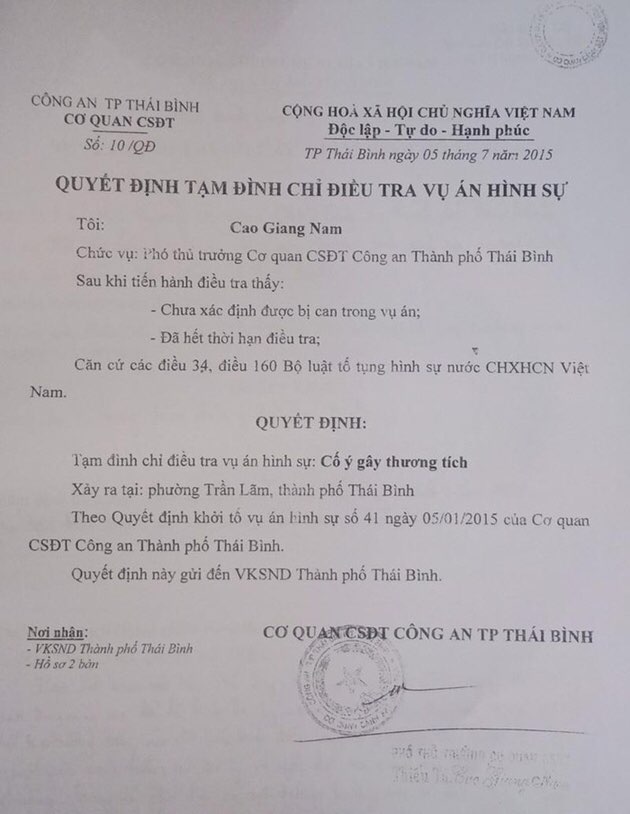 CÔNG AN TP THÁI BÌNH
CƠ QUAN CSĐT
Số: 10/QĐ
CỘNG HOÀ XÃ HỘI CHỦ NGHĨA VIỆT NAM
Độc lập - Tự do - Hạnh phúc
TP Thái Bình ngày 05 tháng 7 năm 2015
QUYẾT ĐỊNH TẠM ĐÌNH CHỈ ĐIỀU TRA VỤ ÁN HÌNH SỰ
Tôi: Cao Giang Nam
Chức vụ: Phó thủ trưởng Cơ quan CSĐT Công an Thành phố Thái Bình
Sau khi tiến hành điều tra thấy:
- Chưa xác định được bị can trong vụ án;
- Đã hết thời hạn điều tra;
Căn cứ các điều 34, điều 160 Bộ luật tố tụng hình sự nước CHXHCN Việt
Nam.
QUYẾT ĐỊNH:
Tạm đình chỉ điều tra vụ án hình sự: Cố ý gây thương tích
Xảy ra tại: phường Trần Lãm, thành phố Thái Bình
Theo Quyết định khởi tố vụ án hình sự số 41 ngày 05/01/2015 của Cơ quan
CSĐT Công an Thành phố Thái Bình.
Quyết định này gửi đến VKSND Thành phố Thái Bình.
Nơi nhận:
- VKSND Thành phố Thái Bình
- Hồ sơ 2 bản
CƠ QUAN CSĐT CÔNG AN TP THÁI BÌNH
PHÓ THỦ TRƯỞNG CƠ QUAN CSĐT
Cao Giang Nam